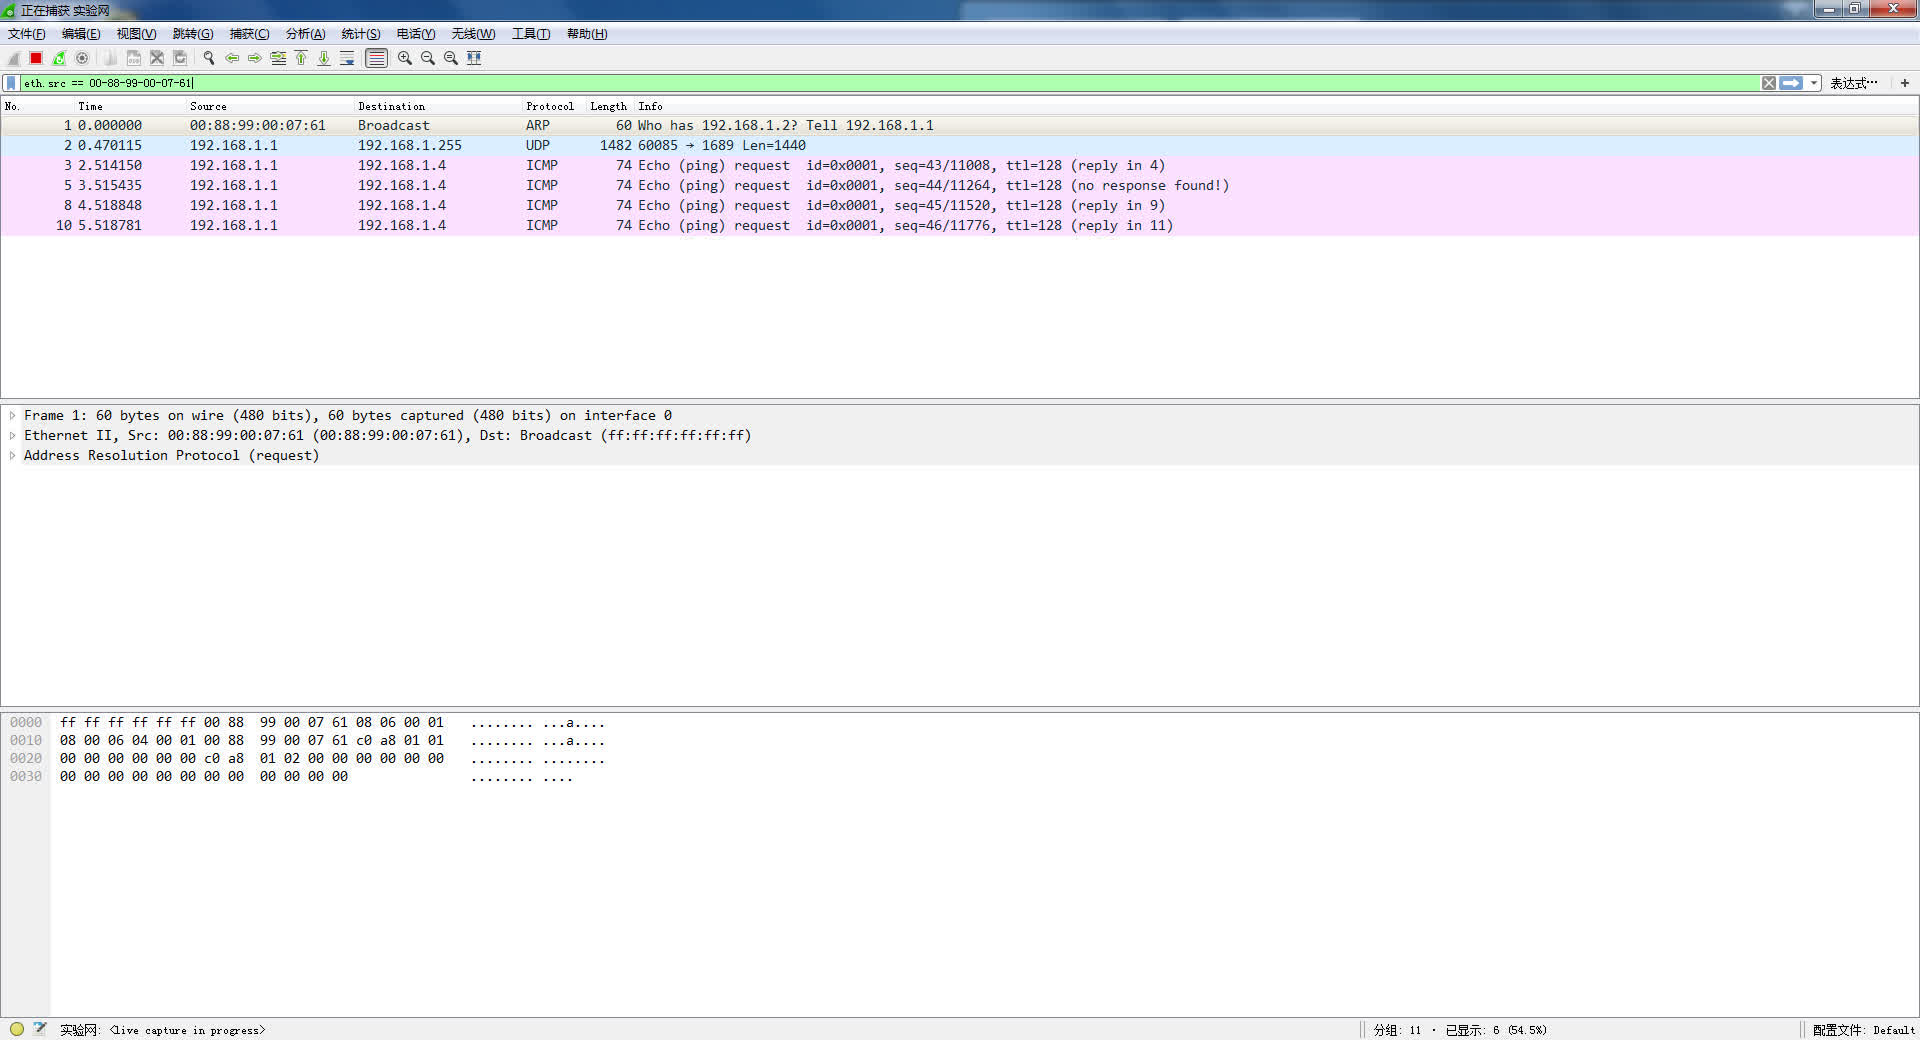 正在捕获 实验网
文件(F) 编辑(E) 视图(V) 跳转(G) 捕获(C) 分析(A) 统计(S) 电话(Y) 无线(W) 工具(T) 帮助(H)
eth.src == 00-88-99-00-07-61 表达式… +
No. Time Source Destination Protocol Length Info
1 0.000000 00:88:99:00:07:61 Broadcast ARP 60 Who has 192.168.1.2? Tell 192.168.1.1
2 0.470115 192.168.1.1 192.168.1.255 UDP 1482 60085 → 1689 Len=1440
3 2.514150 192.168.1.1 192.168.1.4 ICMP 74 Echo (ping) request id=0x0001, seq=43/11008, ttl=128 (reply in 4)
5 3.515435 192.168.1.1 192.168.1.4 ICMP 74 Echo (ping) request id=0x0001, seq=44/11264, ttl=128 (no response found!)
8 4.518848 192.168.1.1 192.168.1.4 ICMP 74 Echo (ping) request id=0x0001, seq=45/11520, ttl=128 (reply in 9)
10 5.518781 192.168.1.1 192.168.1.4 ICMP 74 Echo (ping) request id=0x0001, seq=46/11776, ttl=128 (reply in 11)
Frame 1: 60 bytes on wire (480 bits), 60 bytes captured (480 bits) on interface 0
Ethernet II, Src: 00:88:99:00:07:61 (00:88:99:00:07:61), Dst: Broadcast (ff:ff:ff:ff:ff:ff)
Address Resolution Protocol (request)
0000 ff ff ff ff ff ff 00 88 99 00 07 61 08 06 00 01 ........ ...a....
0010 08 00 06 04 00 01 00 88 99 00 07 61 c0 a8 01 01 ........ ...a....
0020 00 00 00 00 00 00 c0 a8 01 02 00 00 00 00 00 00 ........ ........
0030 00 00 00 00 00 00 00 00 00 00 00 00 ........ ....
实验网: <live capture in progress> 分组: 11 · 已显示: 6 (54.5%) 配置文件: Default